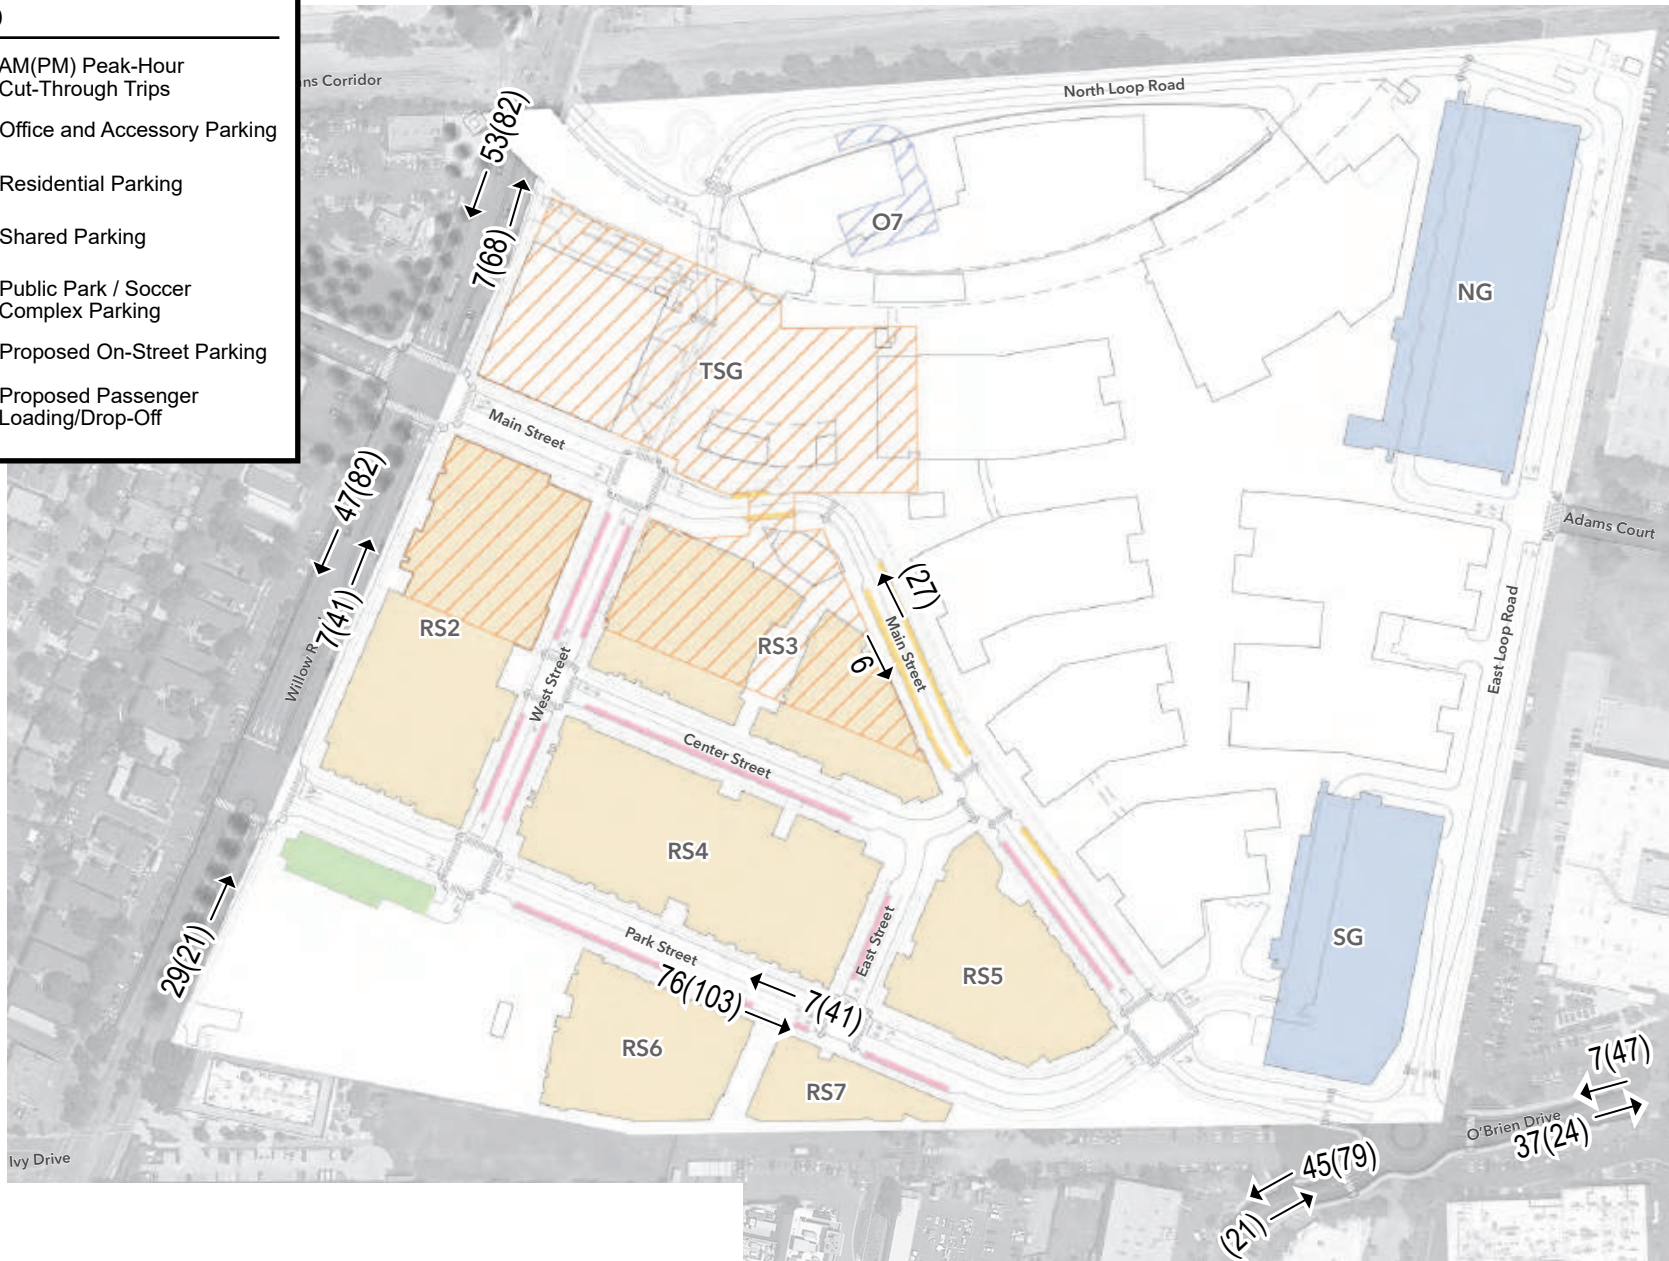 )
AM(PM) Peak-Hour
Cut-Through Trips
Office and Accessory Parking
Residential Parking
Shared Parking
Public Park / Soccer
Complex Parking
Proposed On-Street Parking
Proposed Passenger
Loading/Drop-Off
ns Corridor
North Loop Road
53(82)
7(68)
O7
NG
TSG
Main Street
47(82)
7(41)
Willow R
RS2
West Street
RS3
(27)
Main Street
6
Adams Court
East Loop Road
Center Street
RS4
29(21)
Park Street
76(103)
7(41)
East Street
RS5
SG
RS6
RS7
7(47)
O'Brien Drive
37(24)
45(79)
(21)
Ivy Drive